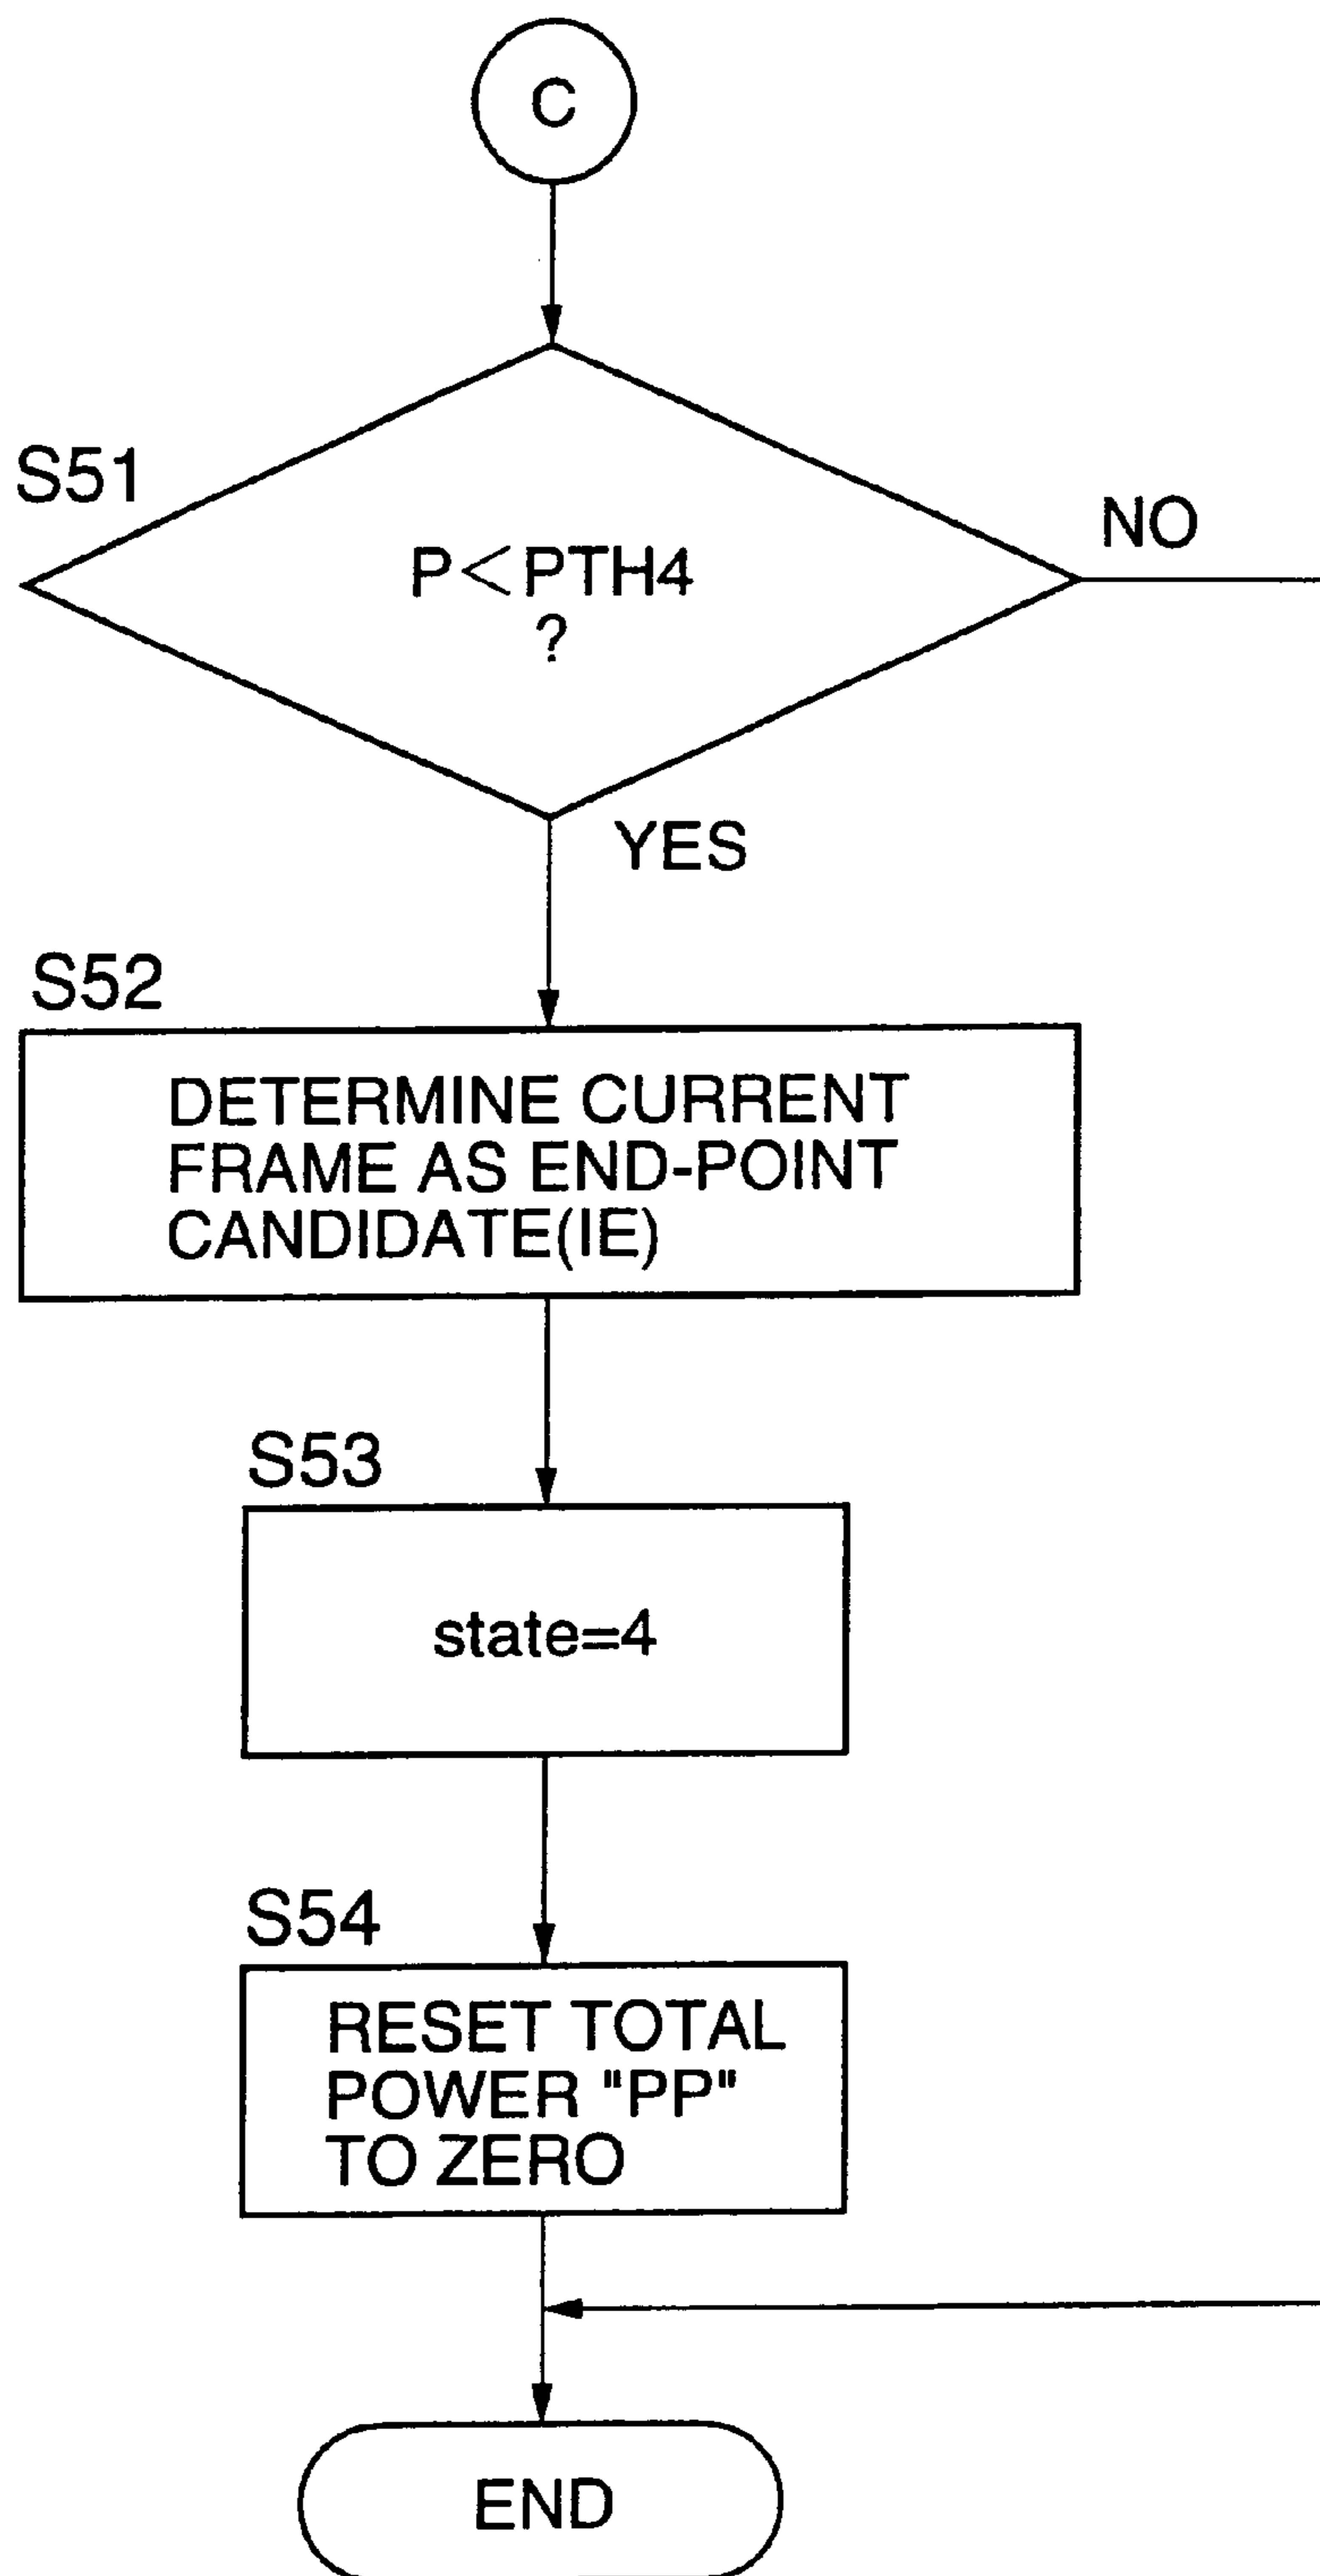 C
S51
P<PTH4
?
NO
YES
S52
DETERMINE CURRENT
FRAME AS END-POINT
CANDIDATE(IE)
S53
state=4
S54
RESET TOTAL
POWER "PP"
TO ZERO
END